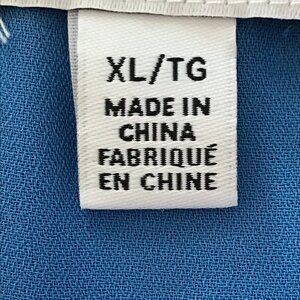 XL/TG
MADE IN
CHINA
FABRIQUÉ
EN CHINE